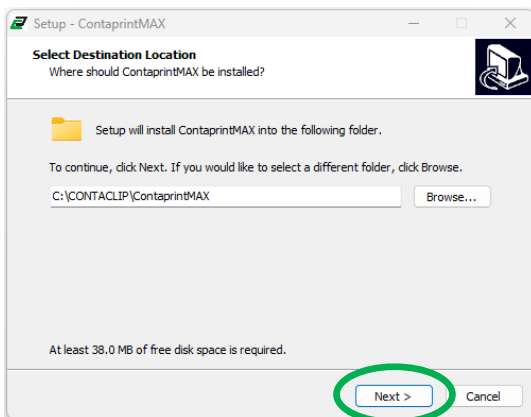 Setup - ContaprintMAX
Select Destination Location
Where should ContaprintMAX be installed?
Setup will install ContaprintMAX into the following folder.
To continue, click Next. If you would like to select a different folder, click Browse.
C:\CONTACLIP\ContaprintMAX
Browse...
At least 38.0 MB of free disk space is required.
Next >
Cancel